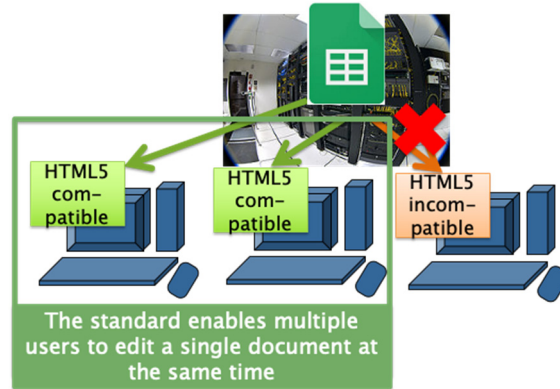 HTML5
com-
patible
HTML5
com-
patible
HTML5
incom-
patible
The standard enables multiple
users to edit a single document at
the same time